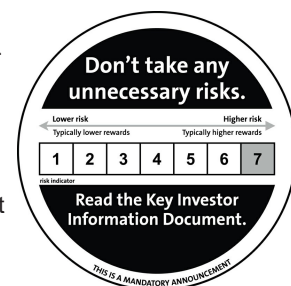 Don't take any
unnecessary risks.
Lower risk Higher risk
Typically lower rewards Typically higher rewards
1 2 3 4 5 6 7
risk indicator
Read the Key Investor
Information Document.
THIS IS A MANDATORY ANNOUNCEMENT